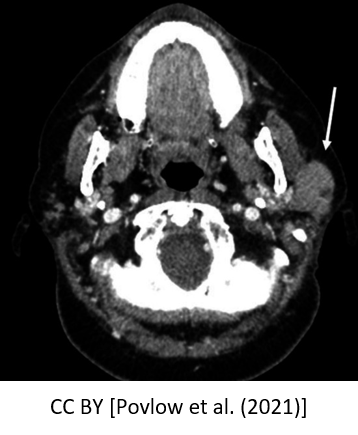 CC BY [Povlow et al. (2021)]